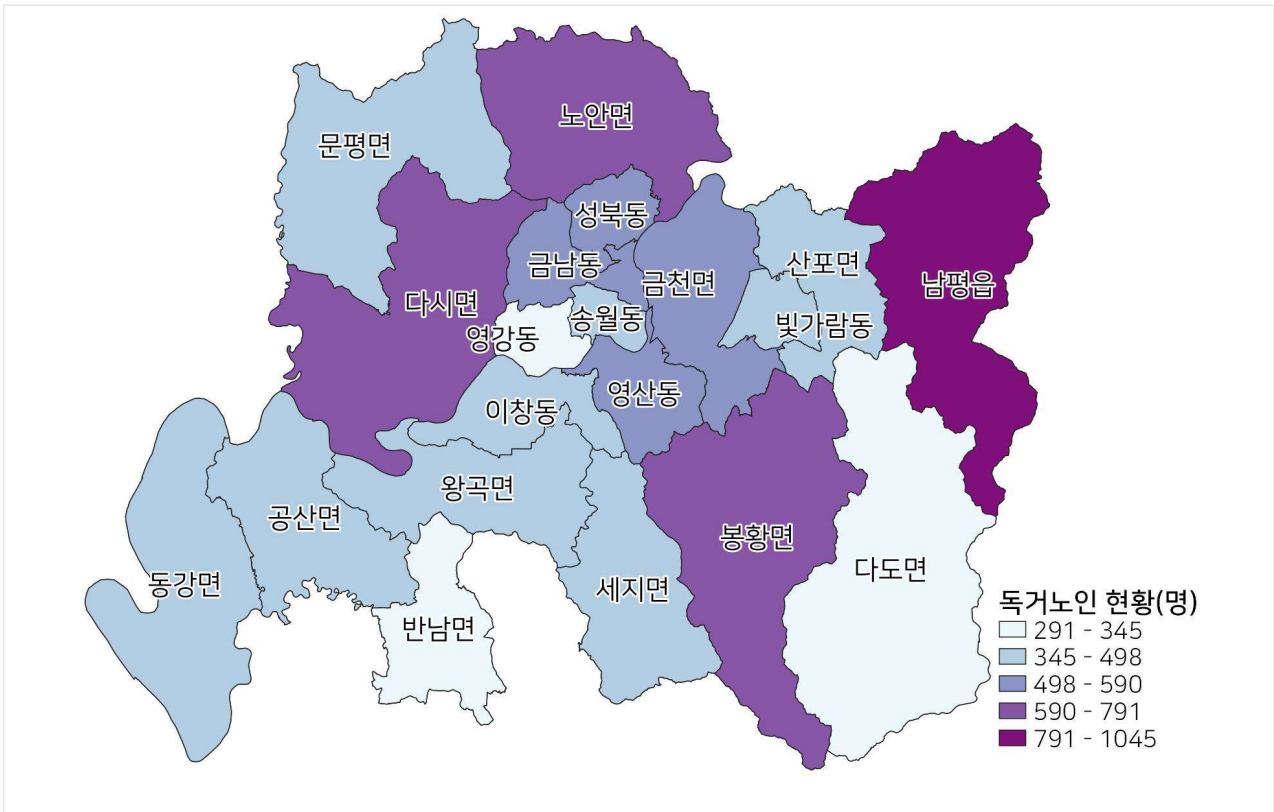 노안면
문평면
성북동
금남동
산포면
금천면
남평읍
다시면
송월동
빛가람동
영강동
영산동
이창동
왕곡면
공산면
봉황면
다도면
동강면
세지면
반남면
독거노인 현황(명)
291 - 345
345 - 498
498 - 590
590 - 791
791 - 1045